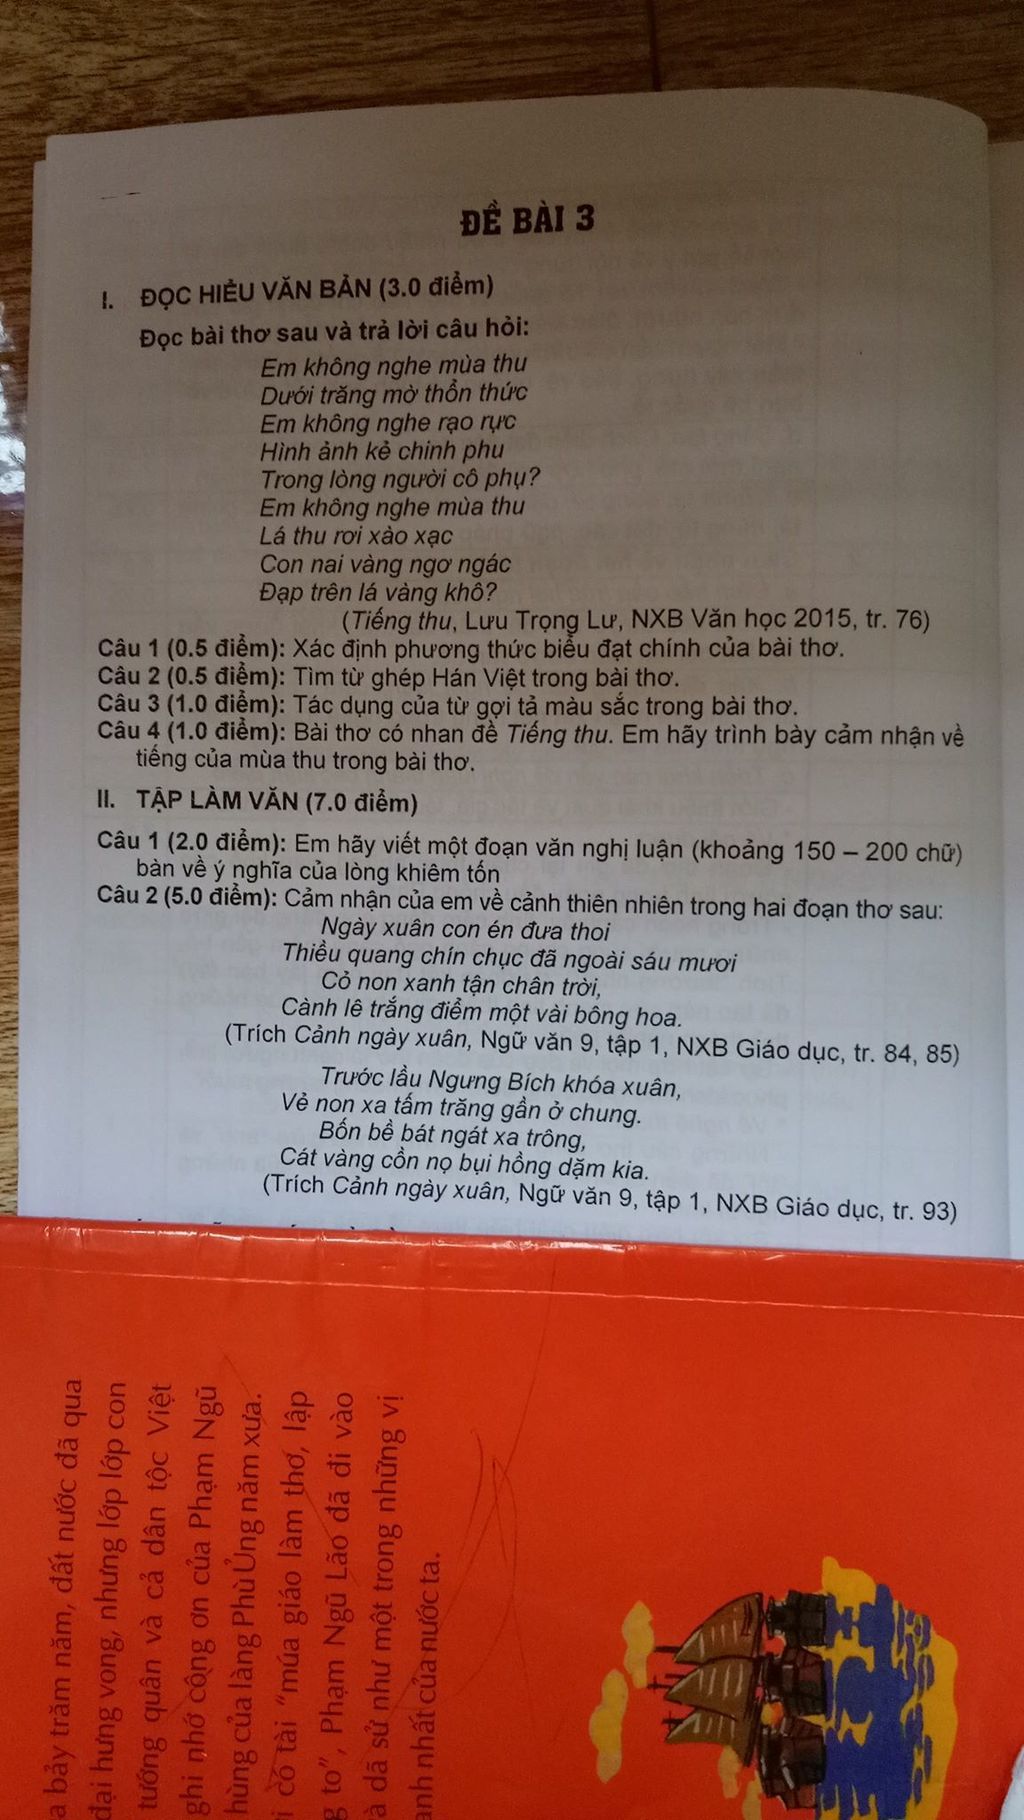 ĐỀ BÀI 3
I. ĐỌC HIỂU VĂN BẢN (3.0 điểm)
Đọc bài thơ sau và trả lời câu hỏi:
Em không nghe mùa thu
Dưới trăng mờ thổn thức
Em không nghe rạo rực
Hình ảnh kẻ chinh phu
Trong lòng người cô phụ?
Em không nghe mùa thu
Lá thu rơi xào xạc
Con nai vàng ngơ ngác
Đạp trên lá vàng khô?
(Tiếng thu, Lưu Trọng Lư, NXB Văn học 2015, tr. 76)
Câu 1 (0.5 điểm): Xác định phương thức biểu đạt chính của bài thơ.
Câu 2 (0.5 điểm): Tìm từ ghép Hán Việt trong bài thơ.
Câu 3 (1.0 điểm): Tác dụng của từ gợi tả màu sắc trong bài thơ.
Câu 4 (1.0 điểm): Bài thơ có nhan đề Tiếng thu. Em hãy trình bày cảm nhận về
tiếng của mùa thu trong bài thơ.
II. TẬP LÀM VĂN (7.0 điểm)
Câu 1 (2.0 điểm): Em hãy viết một đoạn văn nghị luận (khoảng 150 – 200 chữ)
bàn về ý nghĩa của lòng khiêm tốn
Câu 2 (5.0 điểm): Cảm nhận của em về cảnh thiên nhiên trong hai đoạn thơ sau:
Ngày xuân con én đưa thoi
Thiều quang chín chục đã ngoài sáu mươi
Cỏ non xanh tận chân trời,
Cành lê trắng điểm một vài bông hoa.
(Trích Cảnh ngày xuân, Ngữ văn 9, tập 1, NXB Giáo dục, tr. 84, 85)
Trước lầu Ngưng Bích khóa xuân,
Vẻ non xa tấm trăng gần ở chung.
Bốn bề bát ngát xa trông,
Cát vàng cồn nọ bụi hồng dặm kia.
(Trích Cảnh ngày xuân, Ngữ văn 9, tập 1, NXB Giáo dục, tr. 93)
bảy trăm năm, đất nước đã qua
đại hưng vong, nhưng lớp lớp con
tướng quân và cả dân tộc Việt
ghi nhớ công ơn của Phạm Ngũ
hùng của làng Phù Ủng năm xưa.
có tài "múa giáo làm thơ, lập
to", Phạm Ngũ Lão đã đi vào
dã sử như một trong những vị
anh nhất của nước ta.